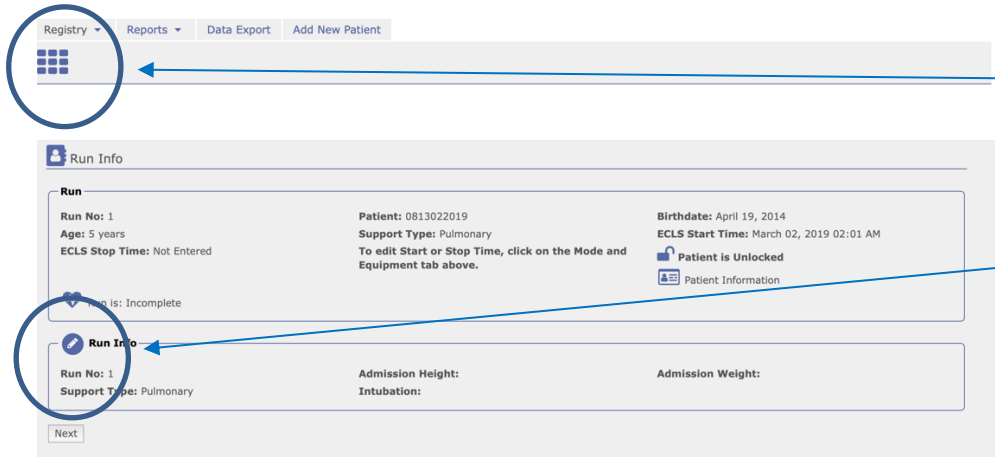 Registry Reports Data Export Add New Patient
Run Info
Run
Run No: 1 Patient: 0813022019 Birthdate: April 19, 2014
Age: 5 years Support Type: Pulmonary ECLS Start Time: March 02, 2019 02:01 AM
ECLS Stop Time: Not Entered To edit Start or Stop Time, click on the Mode and
Equipment tab above.
Patient is Unlocked
Patient Information
Run is: Incomplete
Run Info
Run No: 1 Admission Height: Admission Weight:
Support Type: Pulmonary Intubation:
Next